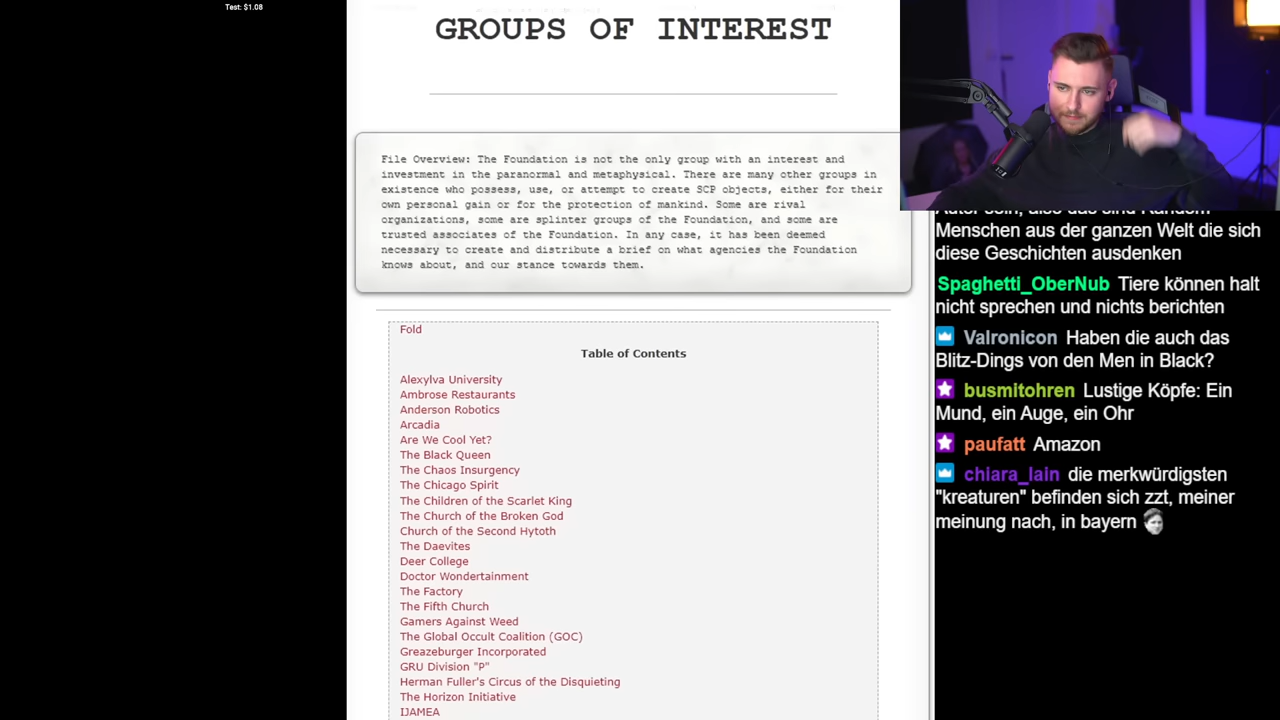 Test: $1.08
GROUPS OF INTEREST
File Overview: The Foundation is not the only group with an interest and
investment in the paranormal and metaphysical. There are many other groups in
existence who possess, use, or attempt to create SCP objects, either for their
own personal gain or for the protection of mankind. Some are rival
organizations, some are splinter groups of the Foundation, and some are
trusted associates of the Foundation. In any case, it has been deemed
necessary to create and distribute a brief on what agencies the Foundation
knows about, and our stance towards them.
Fold
Table of Contents
Alexylva University
Ambrose Restaurants
Anderson Robotics
Arcadia
Are We Cool Yet?
The Black Queen
The Chaos Insurgency
The Chicago Spirit
The Children of the Scarlet King
The Church of the Broken God
Church of the Second Hytoth
The Daevites
Deer College
Doctor Wondertainment
The Factory
The Fifth Church
Gamers Against Weed
The Global Occult Coalition (GOC)
Greazeburger Incorporated
GRU Division "P"
Herman Fuller's Circus of the Disquieting
The Horizon Initiative
IJAMEA
Autor sein, also das sind Random
Menschen aus der ganzen Welt die sich
diese Geschichten ausdenken
Spaghetti_OberNub Tiere können halt
nicht sprechen und nichts berichten
Valronicon Haben die auch das
Blitz-Dings von den Men in Black?
busmitohren Lustige Köpfe: Ein
Mund, ein Auge, ein Ohr
paufatt Amazon
chiara_lain die merkwürdigsten
"kreaturen" befinden sich zzt, meiner
meinung nach, in bayern